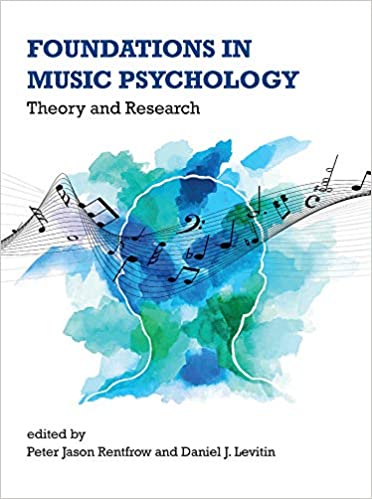 FOUNDATIONS IN
MUSIC PSYCHOLOGY
Theory and Research
edited by
Peter Jason Rentfrow and Daniel J. Levitin